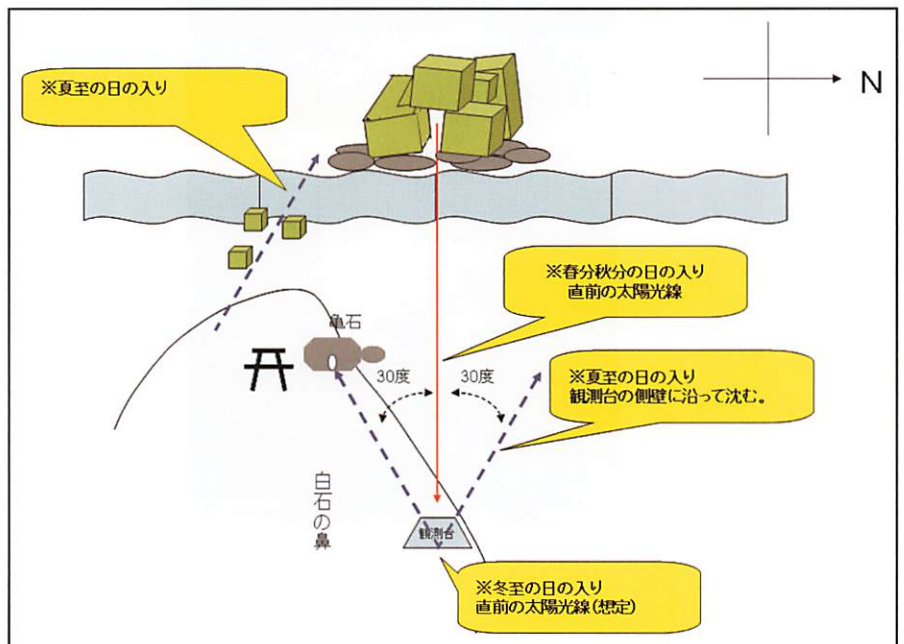 ※夏至の日の入り
N
※春分秋分の日の入り
直前の太陽光線
亀石
30度
30度
※夏至の日の入り
観測台の側壁に沿って沈む。
白石の鼻
観測台
※冬至の日の入り
直前の太陽光線(想定)